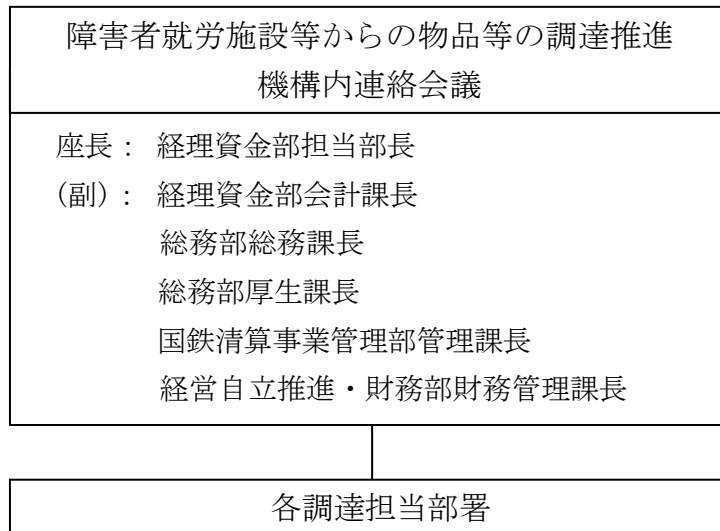 障害者就労施設等からの物品等の調達推進
機構内連絡会議
座長： 経理資金部担当部長
(副)： 経理資金部会計課長
総務部総務課長
総務部厚生課長
国鉄清算事業管理部管理課長
経営自立推進・財務部財務管理課長
各調達担当部署